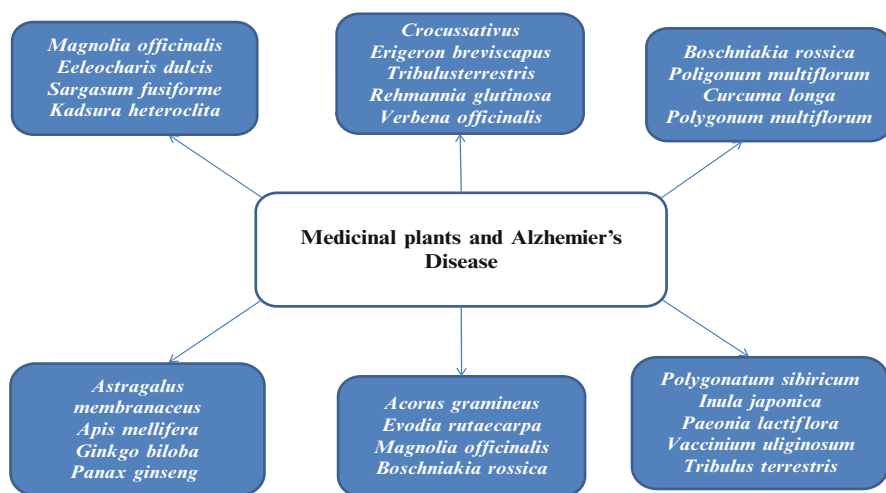 Magnolia officinalis
Eeleocharis dulcis
Sargasum fusiforme
Kadsura heteroclita
Crocussativus
Erigeron breviscapus
Tribulusterrestris
Rehmannia glutinosa
Verbena officinalis
Boschniakia rossica
Poligonum multiflorum
Curcuma longa
Polygonum multiflorum
Medicinal plants and Alzhemier’s
Disease
Astragalus
membranaceus
Apis mellifera
Ginkgo biloba
Panax ginseng
Acorus gramineus
Evodia rutaecarpa
Magnolia officinalis
Boschniakia rossica
Polygonatum sibiricum
Inula japonica
Paeonia lactiflora
Vaccinium uliginosum
Tribulus terrestris